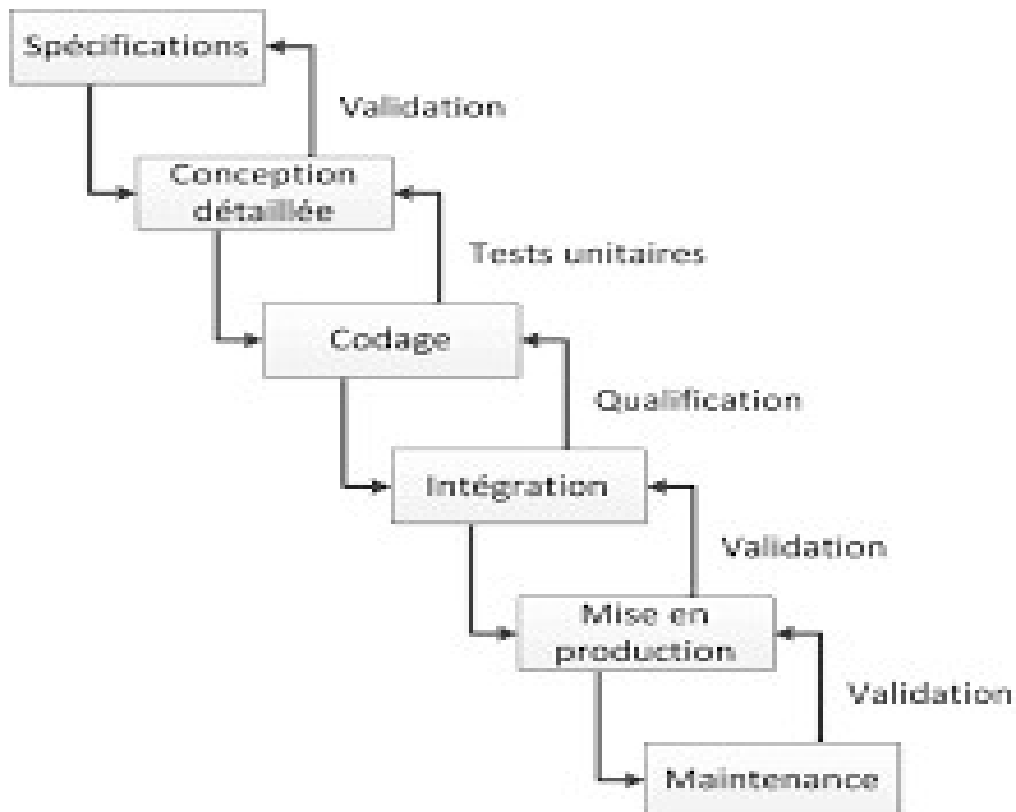 Spécifications
Validation
Conception
détaillée
Tests unitaires
Codage
Qualification
Intégration
Validation
Mise en
production
Validation
Maintenance